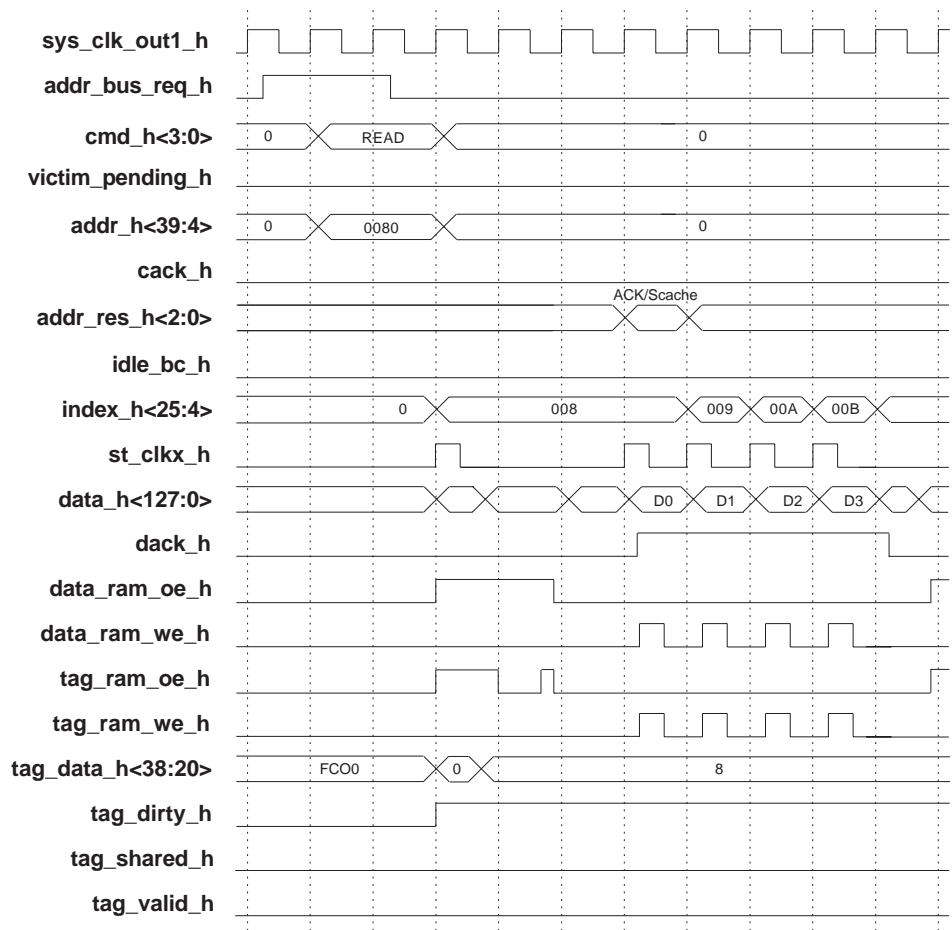 sys_clk_out1_h
addr_bus_req_h
cmd_h<3:0> 0 READ 0
victim_pending_h
addr_h<39:4> 0 0080 0
cack_h
ACK/Scache
addr_res_h<2:0>
idle_bc_h
index_h<25:4> 0 008 009 00A 00B
st_clkx_h
data_h<127:0> D0 D1 D2 D3
dack_h
data_ram_oe_h
data_ram_we_h
tag_ram_oe_h
tag_ram_we_h
tag_data_h<38:20> FCO0 0 8
tag_dirty_h
tag_shared_h
tag_valid_h